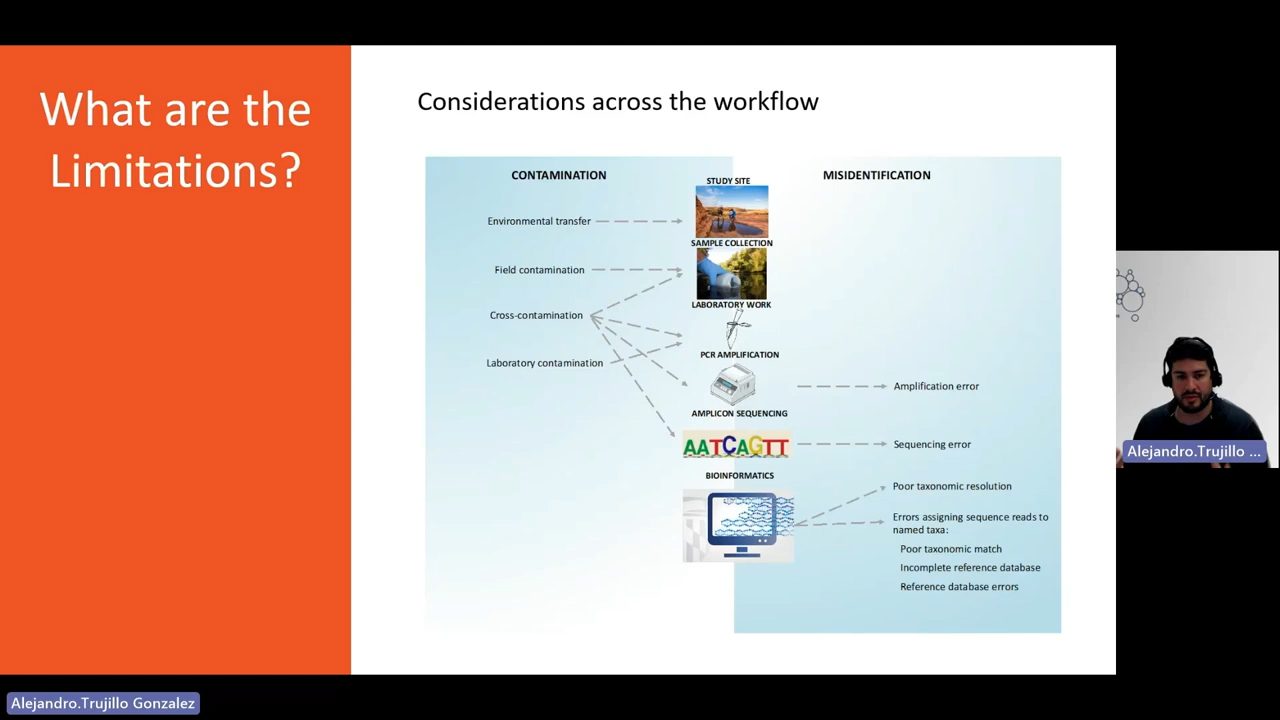 What are the
Limitations?
Considerations across the workflow
CONTAMINATION
STUDY SITE
MISIDENTIFICATION
Environmental transfer
SAMPLE COLLECTION
Field contamination
LABORATORY WORK
Cross-contamination
PCR AMPLIFICATION
Laboratory contamination
Amplification error
AMPLICON SEQUENCING
AATCAGTT
Sequencing error
BIOINFORMATICS
Poor taxonomic resolution
Errors assigning sequence reads to
named taxa:
Poor taxonomic match
Incomplete reference database
Reference database errors
Alejandro.Trujillo ...
Alejandro.Trujillo Gonzalez